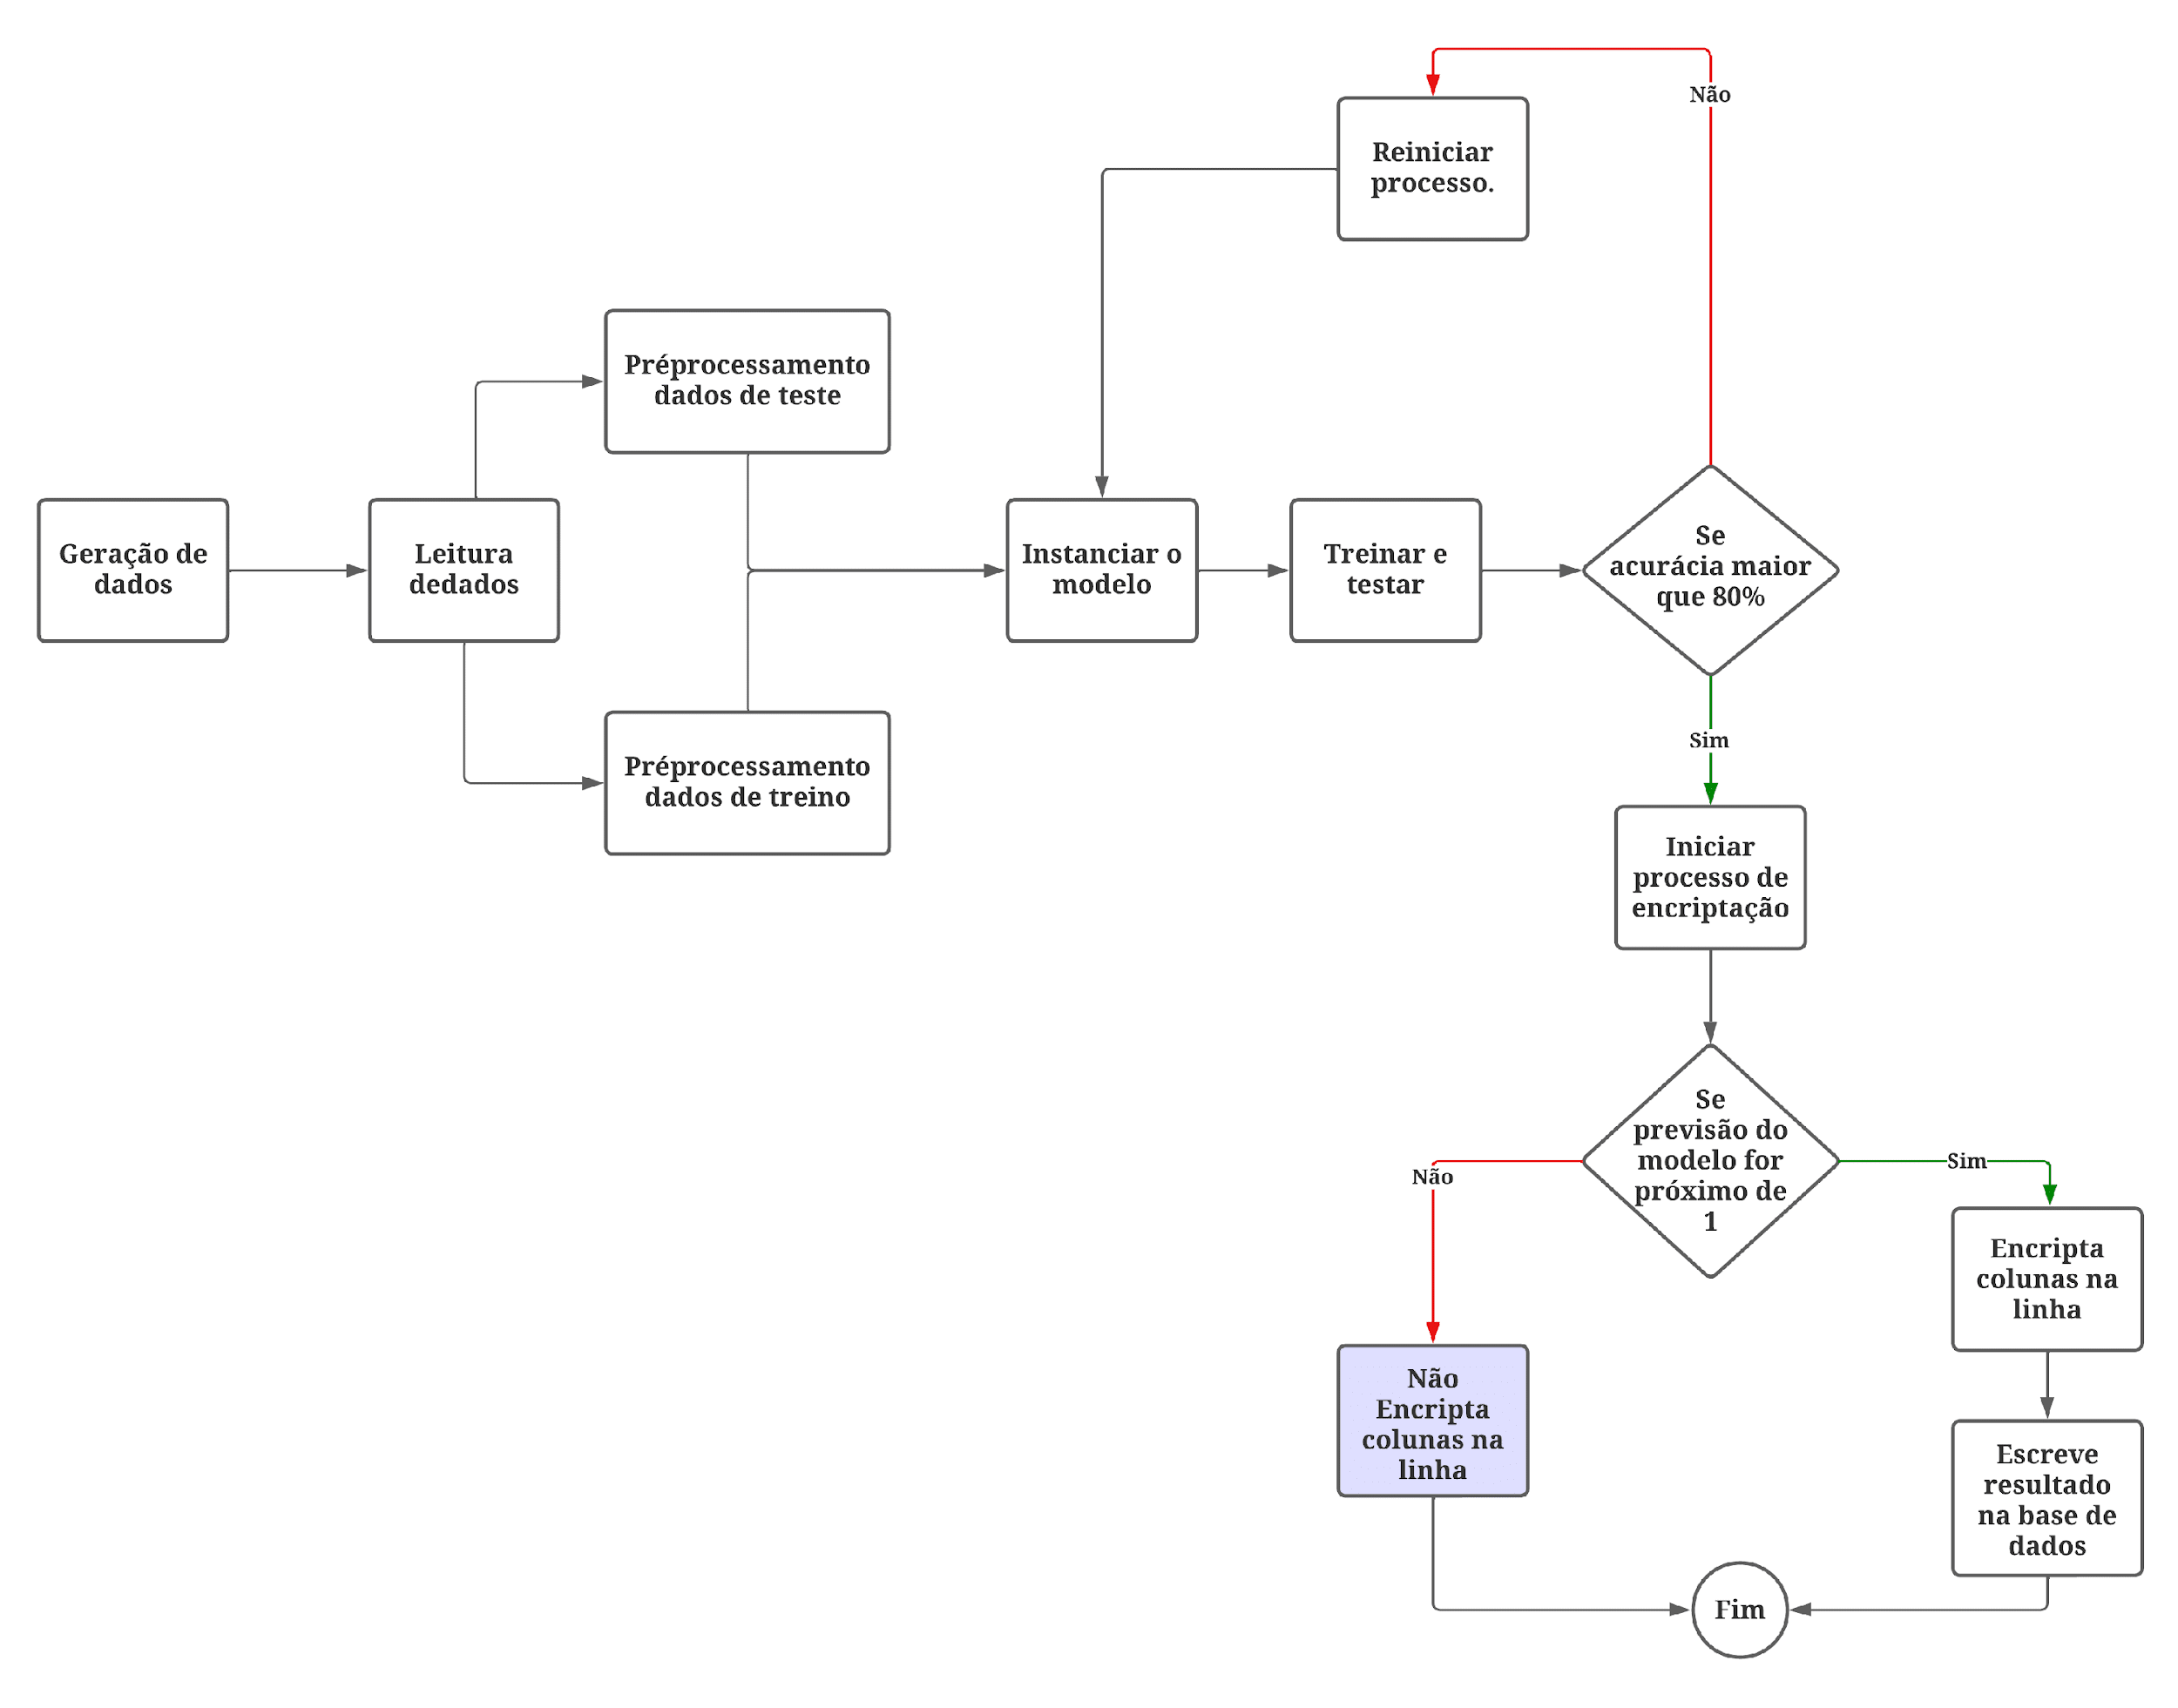 Não
Reiniciar
processo.
Préprocessamento
dados de teste
Geração de
dados
Leitura
dedados
Instanciar o
modelo
Treinar e
testar
Se
acurácia maior
que 80%
Préprocessamento
dados de treino
Sim
Iniciar
processo de
encriptação
Se
previsão do
modelo for
próximo de
1
Não
Sim
Encripta
colunas na
linha
Não
Encripta
colunas na
linha
Escreve
resultado
na base de
dados
Fim